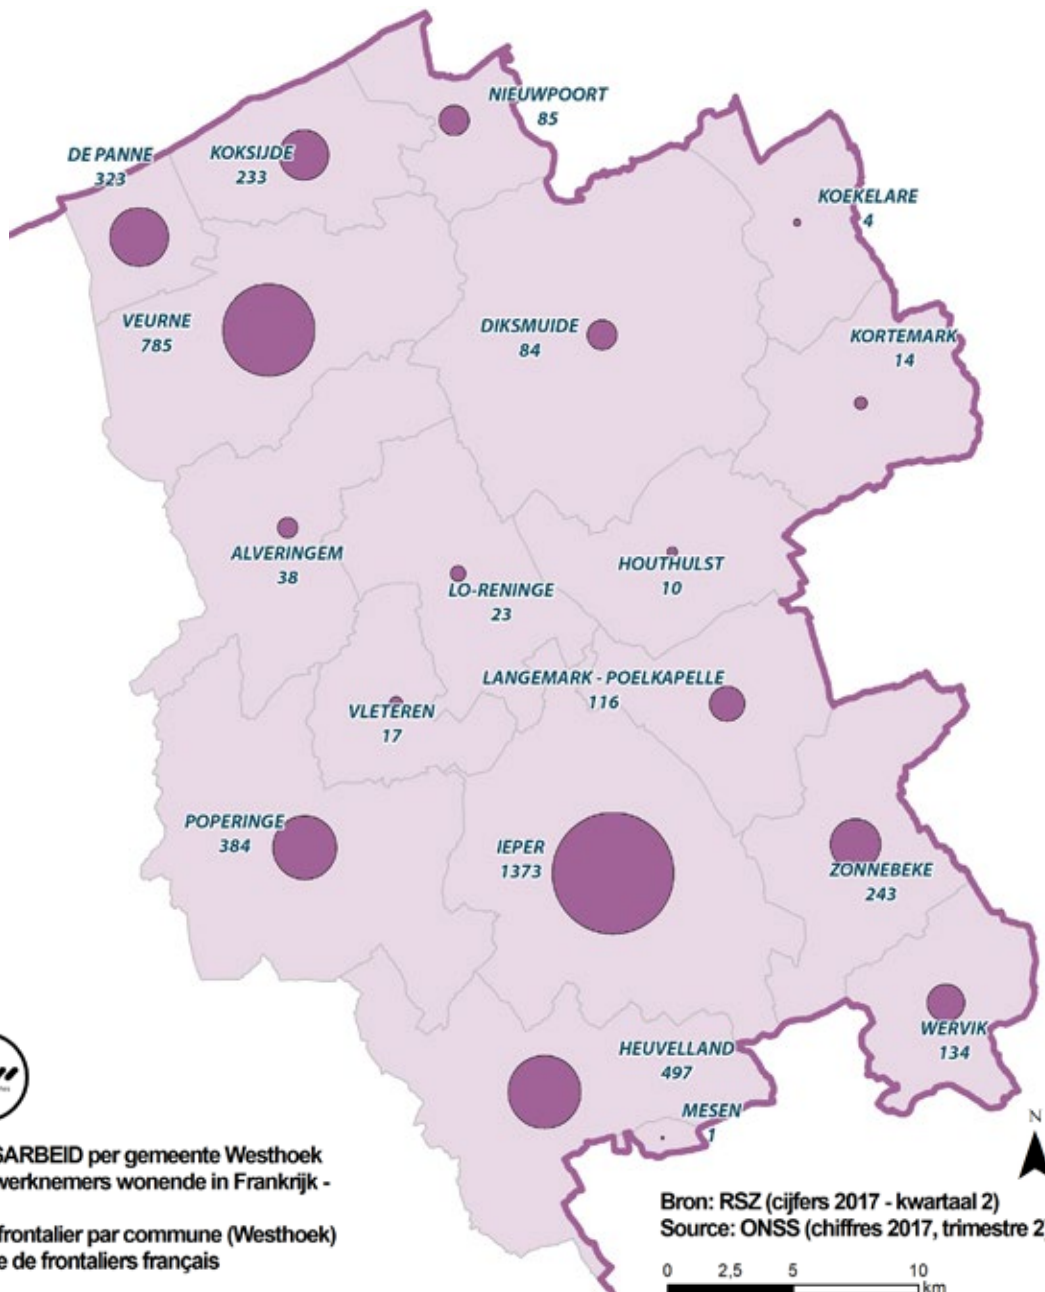 NIEUWPOORT
85
DE PANNE
323
KOKSIJDE
233
KOEKELARE
4
VEURNE
785
DIKSMUIDE
84
KORTEMARK
14
ALVERINGEM
38
HOUTHULST
10
LO-RENINGE
23
LANGEMARK - POELKAPELLE
116
VLETEREN
17
POPERINGE
384
IEPER
1373
ZONNEBEKE
243
WERVIK
134
HEUVELLAND
497
MESEN
1
N
SARBEID per gemeente Westhoek
werknemers wonende in Frankrijk -
frontalier par commune (Westhoek)
e de frontaliers français
Bron: RSZ (cijfers 2017 - kwartaal 2)
Source: ONSS (chiffres 2017, trimestre 2
0 2,5 5 10
km